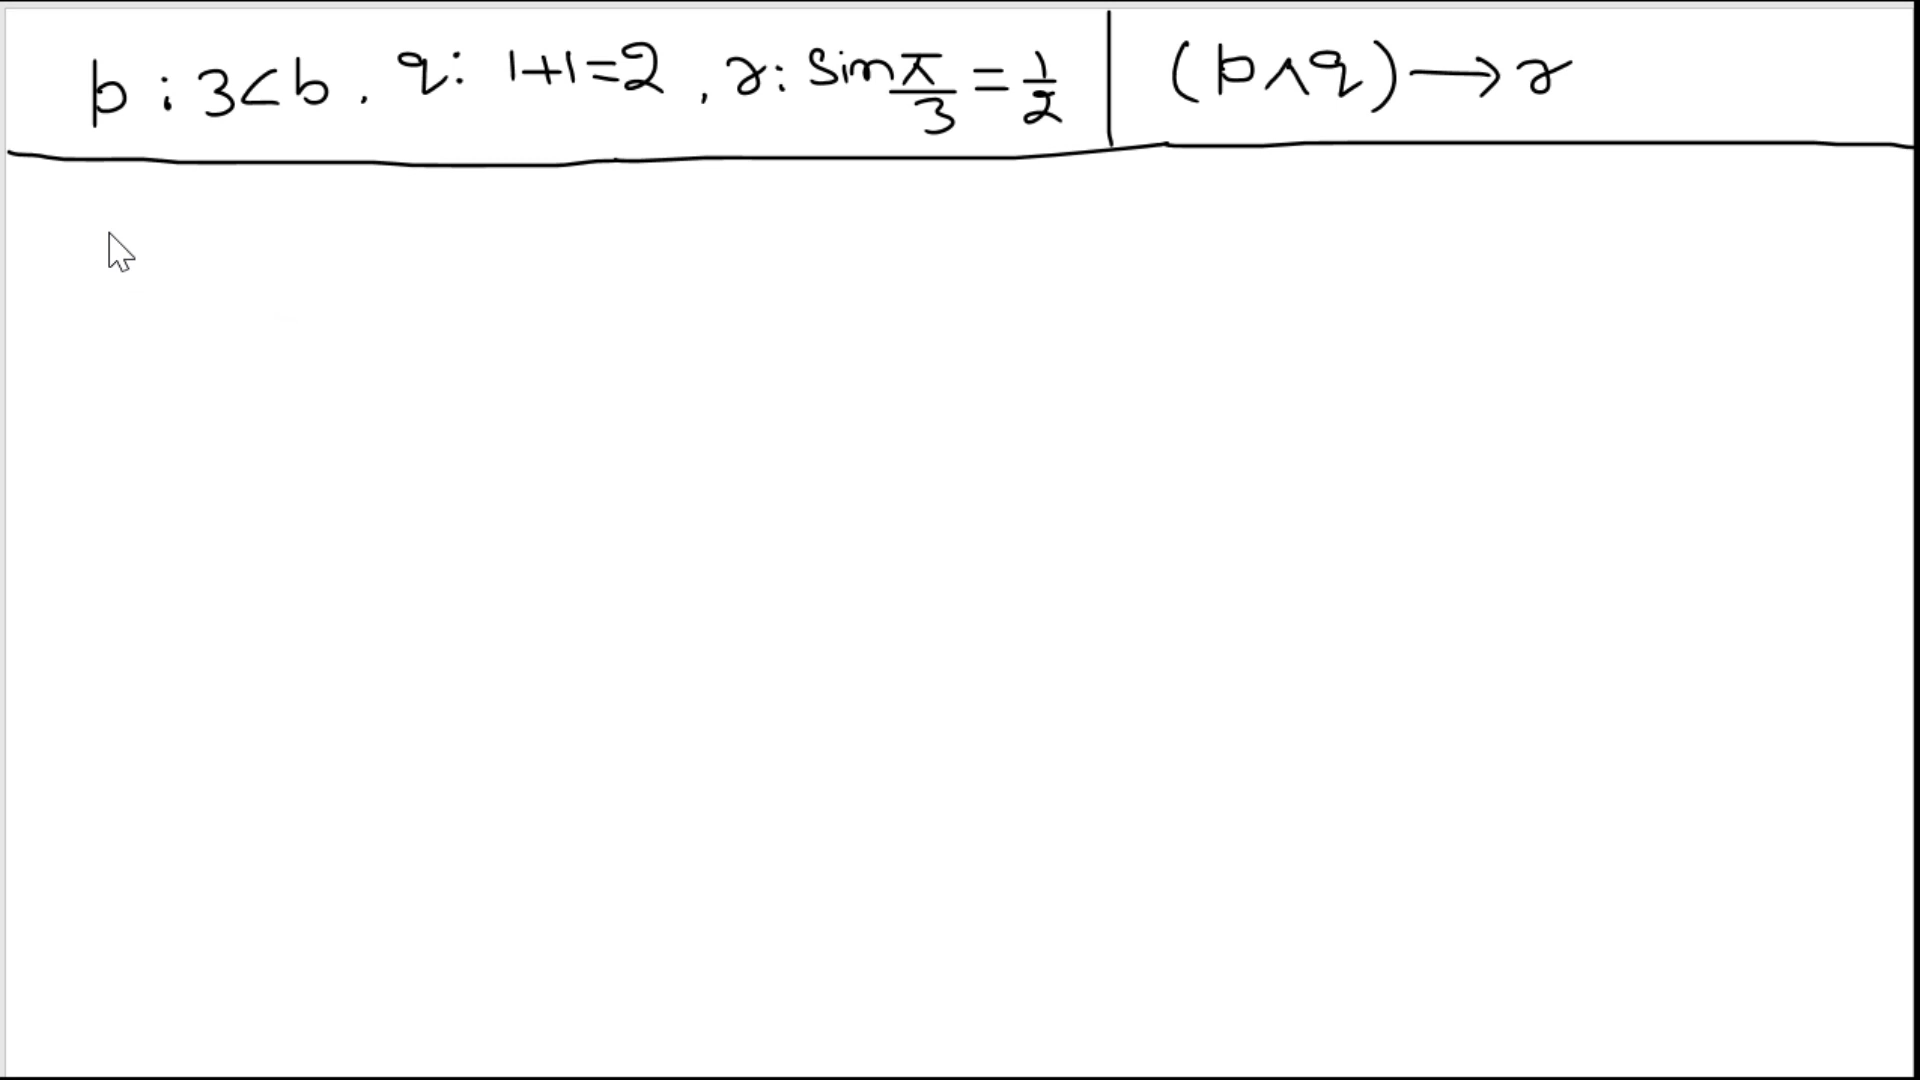 p : 3 < b , q : 1+1=2 , r : sin π/3 = 1/2 | (p ∧ q) → r